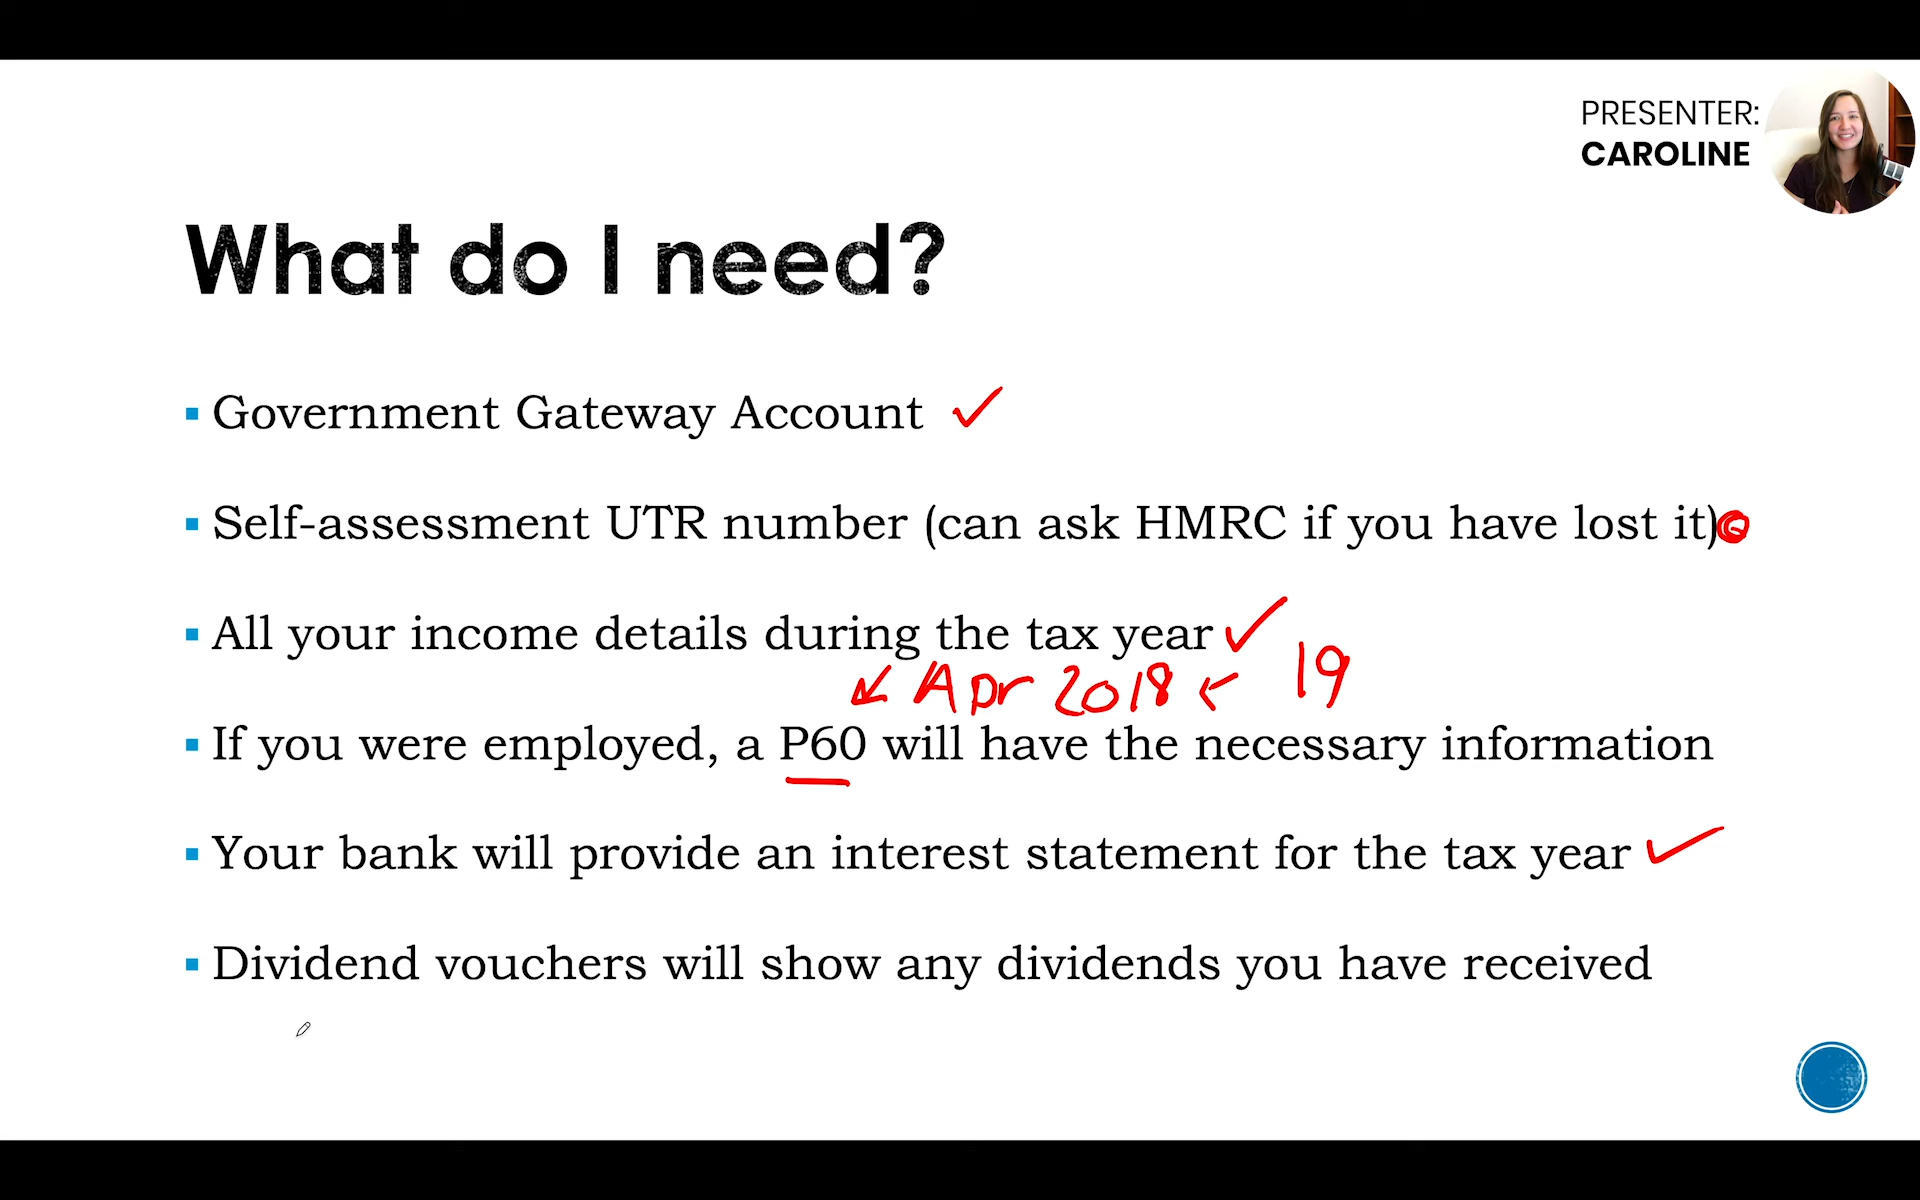 PRESENTER:
CAROLINE
What do I need?
Government Gateway Account
Self-assessment UTR number (can ask HMRC if you have lost it)
All your income details during the tax year
Apr 2018 19
If you were employed, a P60 will have the necessary information
Your bank will provide an interest statement for the tax year
Dividend vouchers will show any dividends you have received